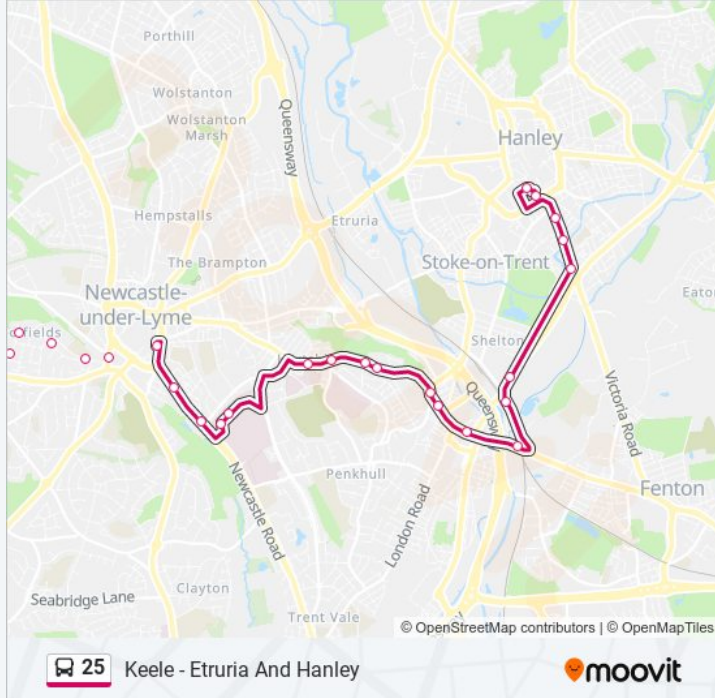 Porthill
Wolstanton
Wolstanton
Marsh
Queensway
Hanley
Hempstalls
Etruria
The Brampton
Stoke-on-Trent
Newcastle-
under-Lyme
Shelton
Queensw
Victoria Road
Penkhull
Newcastle Road
London Road
Fenton
Clayton
Seabridge Lane
Trent Vale
© OpenStreetMap contributors | © OpenMapTiles
25 Keele - Etruria And Hanley
moovit